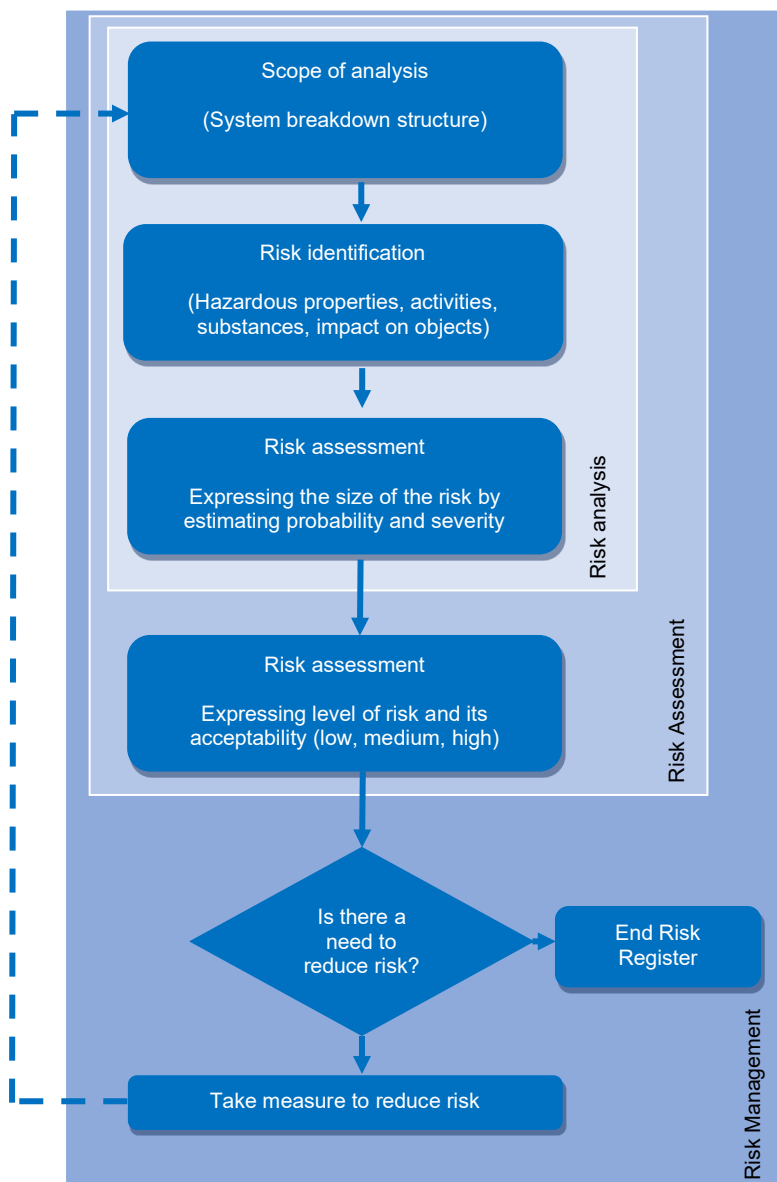 Scope of analysis
(System breakdown structure)
Risk identification
(Hazardous properties, activities,
substances, impact on objects)
Risk assessment
Expressing the size of the risk by
estimating probability and severity
Risk analysis
Risk assessment
Expressing level of risk and its
acceptability (low, medium, high)
Risk Assessment
Is there a
need to
reduce risk?
End Risk
Register
Take measure to reduce risk
Risk Management